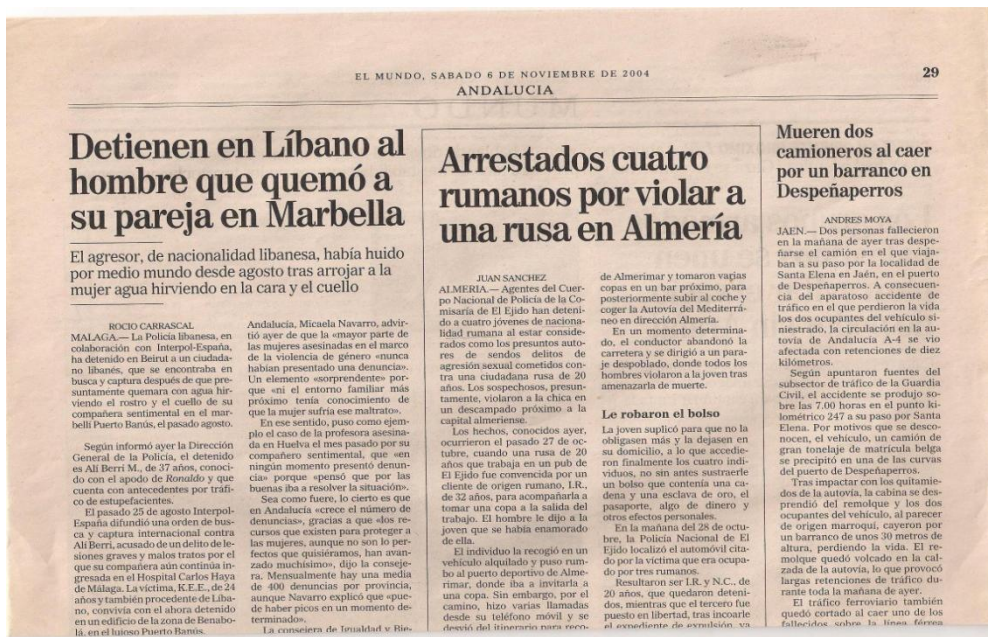 EL MUNDO, SABADO 6 DE NOVIEMBRE DE 2004
29
ANDALUCIA
Detienen en Líbano al
hombre que quemó a
su pareja en Marbella
El agresor, de nacionalidad libanesa, había huido
por medio mundo desde agosto tras arrojar a la
mujer agua hirviendo en la cara y el cuello
ROCIO CARRASCAL
MALAGA.— La Policía libanesa, en
colaboración con Interpol-España,
ha detenido en Beirut a un ciudada-
no libanés, que se encontraba en
busca y captura después de que pre-
suntamente quemara con agua hir-
viendo el rostro y el cuello de su
compañera sentimental en el mar-
bellí Puerto Banús, el pasado agosto.
Según informó ayer la Dirección
General de la Policía, el detenido
es Alí Berri M., de 37 años, conoci-
do con el apodo de Ronaldo y que
cuenta con antecedentes por tráfi-
co de estupefacientes.
El pasado 25 de agosto Interpol-
España difundió una orden de bus-
ca y captura internacional contra
Alí Berri, acusado de un delito de le-
siones graves y malos tratos por el
que su compañera aún continúa in-
gresada en el Hospital Carlos Haya
de Málaga. La víctima, K.E.E., de 24
años y también procedente de Líba-
no, convivía con el ahora detenido
en un edificio de la zona de Benabo-
lá, en el lujoso Puerto Banús.
Andalucía, Micaela Navarro, advir-
tió ayer de que la «mayor parte de
las mujeres asesinadas en el marco
de la violencia de género «nunca
habían presentado una denuncia».
Un elemento «sorprendente» por-
que «ni el entorno familiar más
próximo tenía conocimiento de
que la mujer sufría ese maltrato».
En ese sentido, puso como ejem-
plo el caso de la profesora asesina-
da en Huelva el mes pasado por su
compañero sentimental, que «en
ningún momento presentó denun-
cia» porque «pensó que por las
buenas iba a resolver la situación».
Sea como fuere, lo cierto es que
en Andalucía «crece el número de
denuncias», gracias a que «los re-
cursos que existen para proteger a
las mujeres, aunque no son lo per-
fectos que quisiéramos, han avan-
zado muchísimo», dijo la conseje-
ra. Mensualmente hay una media
de 400 denuncias por provincia,
aunque Navarro explicó que «pue-
de haber picos en un momento de-
terminado».
La consejera de Igualdad y Bie-
Arrestados cuatro
rumanos por violar a
una rusa en Almería
JUAN SANCHEZ
ALMERIA.— Agentes del Cuer-
po Nacional de Policía de la Co-
misaría de El Ejido han deteni-
do a cuatro jóvenes de naciona-
lidad rumana al estar conside-
rados como los presuntos auto-
res de sendos delitos de
agresión sexual cometidos con-
tra una ciudadana rusa de 20
años. Los sospechosos, presun-
tamente, violaron a la chica en
un descampado próximo a la
capital almeriense.
Los hechos, conocidos ayer,
ocurrieron el pasado 27 de oc-
tubre, cuando una rusa de 20
años que trabaja en un pub de
El Ejido fue convencida por un
cliente de origen rumano, I.R.,
de 32 años, para acompañarla a
tomar una copa a la salida del
trabajo. El hombre le dijo a la
joven que se había enamorado
de ella.
El individuo la recogió en un
vehículo alquilado y puso rum-
bo al puerto deportivo de Alme-
rimar, donde iba a invitarla a
una copa. Sin embargo, por el
camino, hizo varias llamadas
desde su teléfono móvil y se
desvió del itinerario para reco-
de Almerimar y tomaron varias
copas en un bar próximo, para
posteriormente subir al coche y
coger la Autovía del Mediterrá-
neo en dirección Almería.
En un momento determina-
do, el conductor abandonó la
carretera y se dirigió a un para-
je despoblado, donde todos los
hombres violaron a la joven tras
amenazarla de muerte.
Le robaron el bolso
La joven suplicó para que no la
obligasen más y la dejasen en
su domicilio, a lo que accedie-
ron finalmente los cuatro indi-
viduos, no sin antes sustraerle
un bolso que contenía una ca-
dena y una esclava de oro, el
pasaporte, algo de dinero y
otros efectos personales.
En la mañana del 28 de octu-
bre, la Policía Nacional de El
Ejido localizó el automóvil cita-
do por la víctima que era ocupa-
do por tres rumanos.
Resultaron ser I.R. y N.C., de
20 años, que quedaron deteni-
dos, mientras que el tercero fue
puesto en libertad, tras incoarle
el expediente de expulsión, ya
Mueren dos
camioneros al caer
por un barranco en
Despeñaperros
ANDRES MOYA
JAEN.— Dos personas fallecieron
en la mañana de ayer tras despe-
ñarse el camión en el que viaja-
ban a su paso por la localidad de
Santa Elena en Jaén, en el puerto
de Despeñaperros. A consecuen-
cia del aparatoso accidente de
tráfico en el que perdieron la vida
los dos ocupantes del vehículo si-
niestrado, la circulación en la au-
tovía de Andalucía A-4 se vio
afectada con retenciones de diez
kilómetros.
Según apuntaron fuentes del
subsector de tráfico de la Guardia
Civil, el accidente se produjo so-
bre las 7.00 horas en el punto ki-
lométrico 247 a su paso por Santa
Elena. Por motivos que se desco-
nocen, el vehículo, un camión de
gran tonelaje de matrícula belga
se precipitó en una de las curvas
del puerto de Despeñaperros.
Tras impactar con los quitamie-
dos de la autovía, la cabina se des-
prendió del remolque y los dos
ocupantes del vehículo, al parecer
de origen marroquí, cayeron por
un barranco de unos 30 metros de
altura, perdiendo la vida. El re-
molque quedó volcado en la cal-
zada de la autovía, lo que provocó
largas retenciones de tráfico du-
rante toda la mañana de ayer.
El tráfico ferroviario también
quedó cortado al caer uno de los
fallecidos sobre la línea férrea